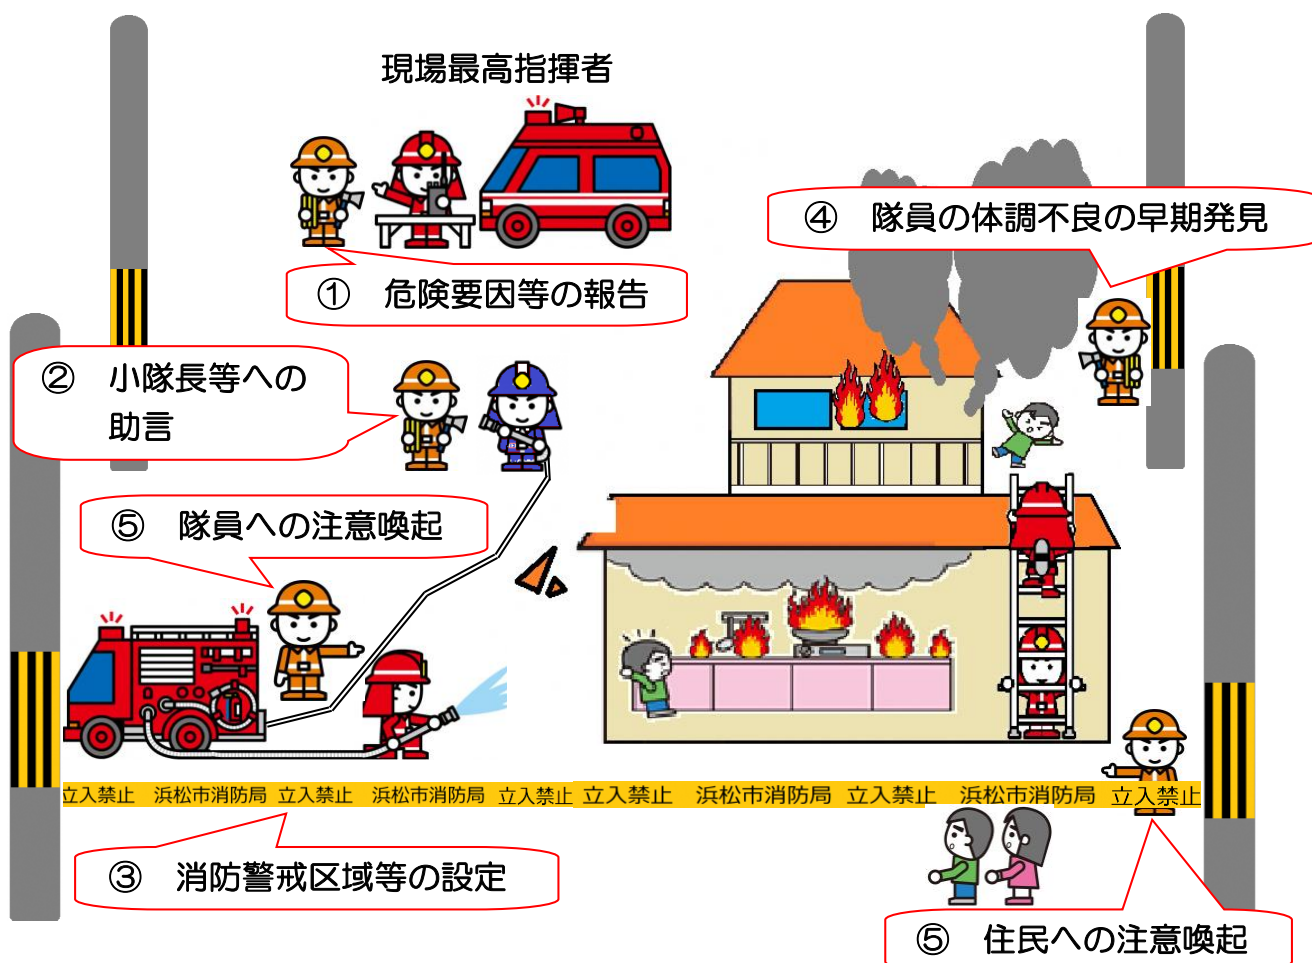 現場最高指揮者
① 危険要因等の報告
④ 隊員の体調不良の早期発見
② 小隊長等への
助言
⑤ 隊員への注意喚起
立入禁止 浜松市消防局 立入禁止 浜松市消防局 立入禁止 立入禁止 浜松市消防局 立入禁止 浜松市消防局 立入禁止
③ 消防警戒区域等の設定
⑤ 住民への注意喚起